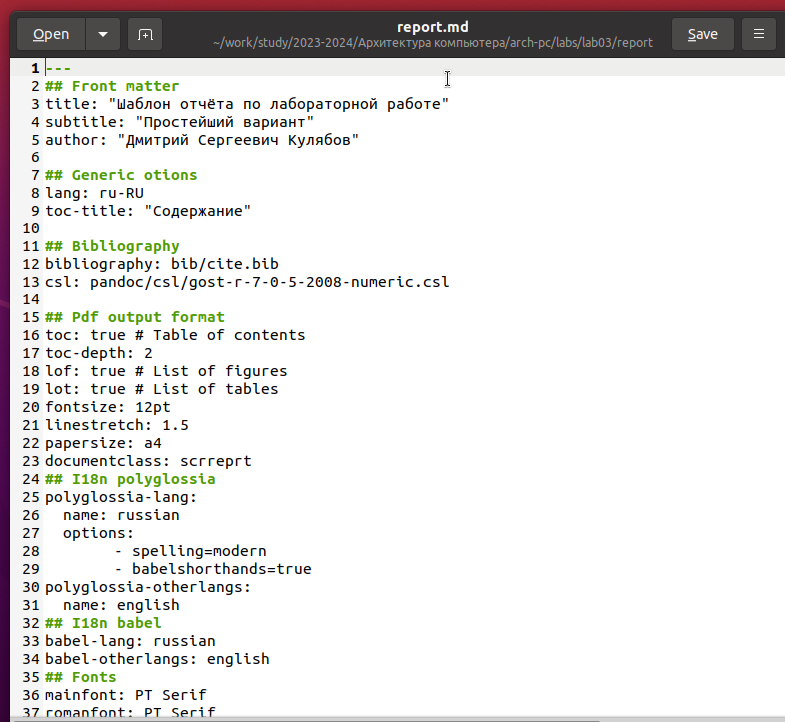 Open
report.md
~/work/study/2023-2024/Архитектура компьютера/arch-pc/labs/lab03/report
Save
1 ---
2 ## Front matter
3 title: "Шаблон отчёта по лабораторной работе"
4 subtitle: "Простейший вариант"
5 author: "Дмитрий Сергеевич Кулябов"
6
7 ## Generic otions
8 lang: ru-RU
9 toc-title: "Содержание"
10
11 ## Bibliography
12 bibliography: bib/cite.bib
13 csl: pandoc/csl/gost-r-7-0-5-2008-numeric.csl
14
15 ## Pdf output format
16 toc: true # Table of contents
17 toc-depth: 2
18 lof: true # List of figures
19 lot: true # List of tables
20 fontsize: 12pt
21 linestretch: 1.5
22 papersize: a4
23 documentclass: scrreprt
24 ## I18n polyglossia
25 polyglossia-lang:
26   name: russian
27   options:
28         - spelling=modern
29         - babelshorthands=true
30 polyglossia-otherlangs:
31   name: english
32 ## I18n babel
33 babel-lang: russian
34 babel-otherlangs: english
35 ## Fonts
36 mainfont: PT Serif
37 romanfont: PT Serif